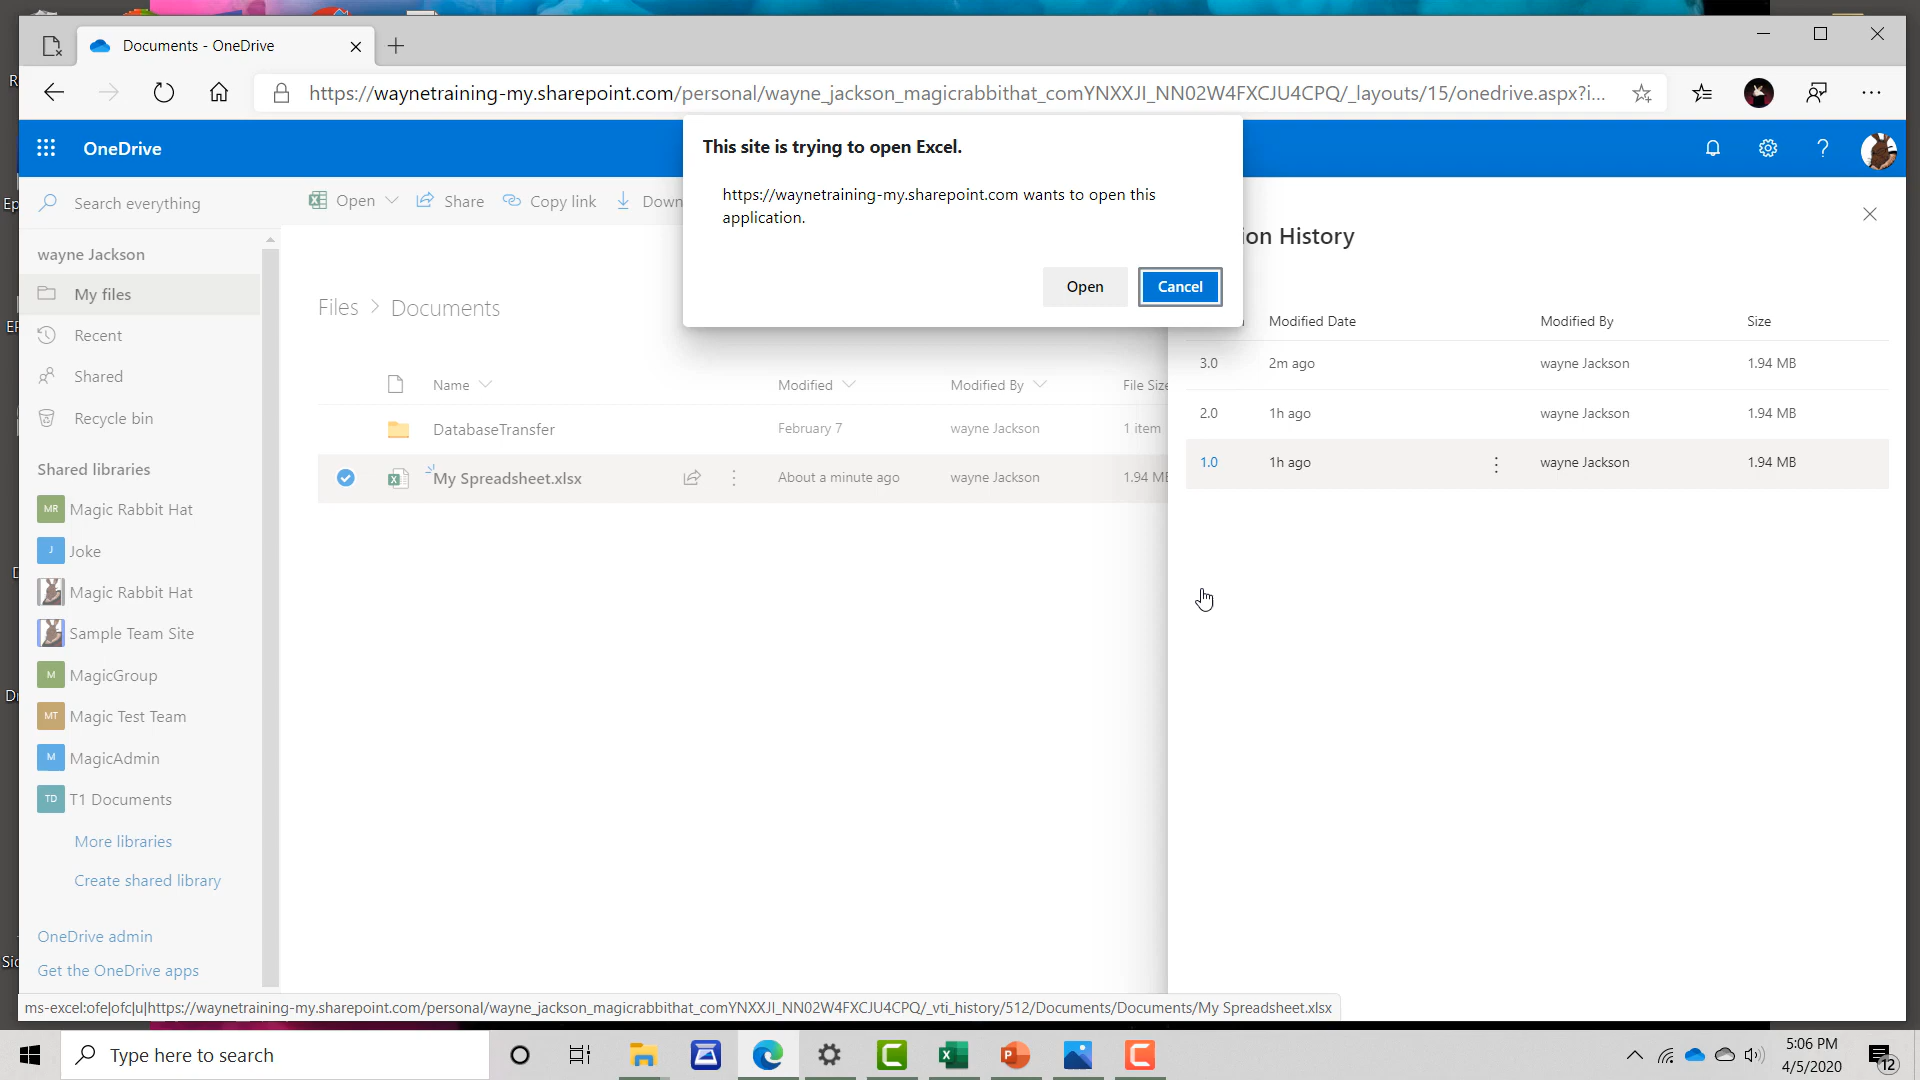 Documents - OneDrive
https://waynetraining-my.sharepoint.com/personal/wayne_jackson_magicrabbithat_comYNXXJI_NN02W4FXCJU4CPQ/_layouts/15/onedrive.aspx?i...
OneDrive
This site is trying to open Excel.
https://waynetraining-my.sharepoint.com wants to open this
application.
Open
Cancel
Search everything
Open
Share
Copy link
Down
wayne Jackson
My files
Recent
Shared
Recycle bin
Shared libraries
MR Magic Rabbit Hat
J Joke
Magic Rabbit Hat
Sample Team Site
M MagicGroup
MT Magic Test Team
M MagicAdmin
TD T1 Documents
More libraries
Create shared library
OneDrive admin
Get the OneDrive apps
Files > Documents
Name Modified Modified By File Size
DatabaseTransfer February 7 wayne Jackson 1 item
My Spreadsheet.xlsx About a minute ago wayne Jackson 1.94 MB
ion History
Modified Date Modified By Size
3.0 2m ago wayne Jackson 1.94 MB
2.0 1h ago wayne Jackson 1.94 MB
1.0 1h ago wayne Jackson 1.94 MB
ms-excel:ofe|ofc|u|https://waynetraining-my.sharepoint.com/personal/wayne_jackson_magicrabbithat_comYNXXJI_NN02W4FXCJU4CPQ/_vti_history/512/Documents/Documents/My Spreadsheet.xlsx
Type here to search
5:06 PM
4/5/2020
12